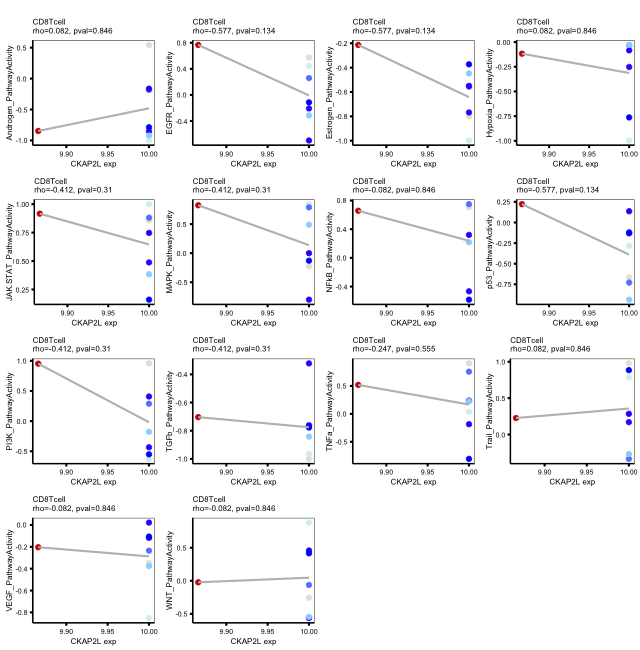 CD8Tcell
rho=0.082, pval=0.846
Androgen_PathwayActivity
0.5
0.0
-0.5
-1.0
9.90
9.95
10.00
CKAP2L exp
CD8Tcell
rho=-0.577, pval=0.134
EGFR_PathwayActivity
0.8
0.4
0.0
-0.4
9.90
9.95
10.00
CKAP2L exp
CD8Tcell
rho=-0.577, pval=0.134
Estrogen_PathwayActivity
-0.2
-0.4
-0.6
-0.8
-1.0
9.90
9.95
10.00
CKAP2L exp
CD8Tcell
rho=0.082, pval=0.846
Hypoxia_PathwayActivity
0.00
-0.25
-0.50
-0.75
-1.00
9.90
9.95
10.00
CKAP2L exp
CD8Tcell
rho=-0.412, pval=0.31
JAK.STAT_PathwayActivity
1.00
0.75
0.50
0.25
9.90
9.95
10.00
CKAP2L exp
CD8Tcell
rho=-0.412, pval=0.31
MAPK_PathwayActivity
0.5
0.0
-0.5
9.90
9.95
10.00
CKAP2L exp
CD8Tcell
rho=-0.082, pval=0.846
NFkB_PathwayActivity
0.8
0.4
0.0
-0.4
9.90
9.95
10.00
CKAP2L exp
CD8Tcell
rho=-0.577, pval=0.134
p53_PathwayActivity
0.25
0.00
-0.25
-0.50
-0.75
9.90
9.95
10.00
CKAP2L exp
CD8Tcell
rho=-0.412, pval=0.31
PI3K_PathwayActivity
1.0
0.5
0.0
-0.5
9.90
9.95
10.00
CKAP2L exp
CD8Tcell
rho=-0.412, pval=0.31
TGFb_PathwayActivity
-0.4
-0.6
-0.8
-1.0
9.90
9.95
10.00
CKAP2L exp
CD8Tcell
rho=-0.247, pval=0.555
TNFa_PathwayActivity
0.5
0.0
-0.5
9.90
9.95
10.00
CKAP2L exp
CD8Tcell
rho=0.082, pval=0.846
Trail_PathwayActivity
1.0
0.5
0.0
9.90
9.95
10.00
CKAP2L exp
CD8Tcell
rho=-0.082, pval=0.846
VEGF_PathwayActivity
0.0
-0.2
-0.4
-0.6
-0.8
9.90
9.95
10.00
CKAP2L exp
CD8Tcell
rho=-0.082, pval=0.846
WNT_PathwayActivity
0.5
0.0
-0.5
9.90
9.95
10.00
CKAP2L exp